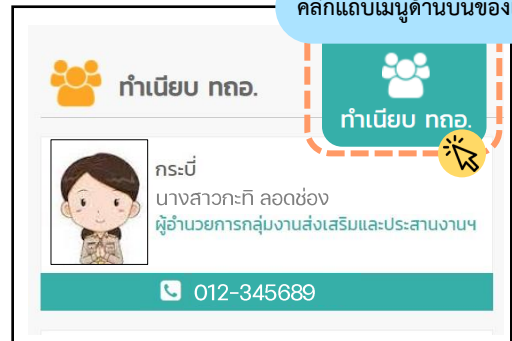 คลิกแถบเมนูด้านบนของ
ทำเนียบ ทถอ.
ทำเนียบ ทถอ.
กระบี่
นางสาวกะทิ ลอดช่อง
ผู้อำนวยการกลุ่มงานส่งเสริมและประสานงานฯ
012-345689